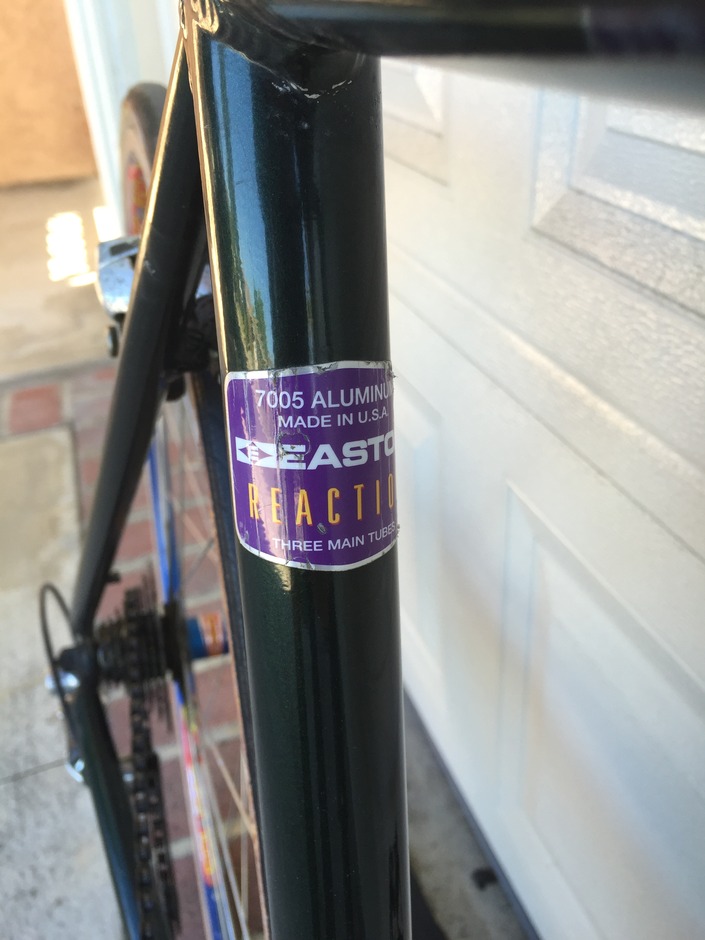 7005 ALUMINU
MADE IN U.S.A.
EASTO
REACTIO
THREE MAIN TUBES